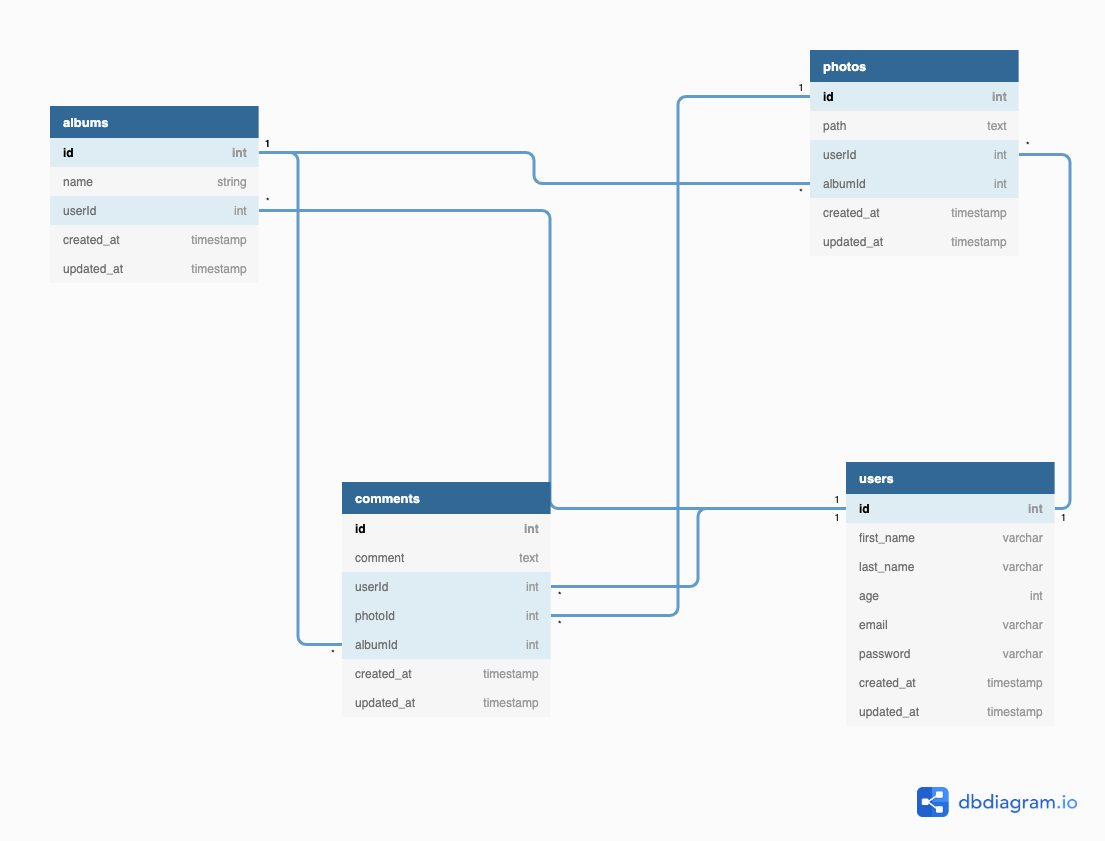 albums
id int
name string
userId int
created_at timestamp
updated_at timestamp
1
*
photos
id int
path text
userId int
albumId int
created_at timestamp
updated_at timestamp
1
*
*
comments
id int
comment text
userId int
photoId int
albumId int
created_at timestamp
updated_at timestamp
*
*
*
users
id int
first_name varchar
last_name varchar
age int
email varchar
password varchar
created_at timestamp
updated_at timestamp
1
1
1
dbdiagram.io